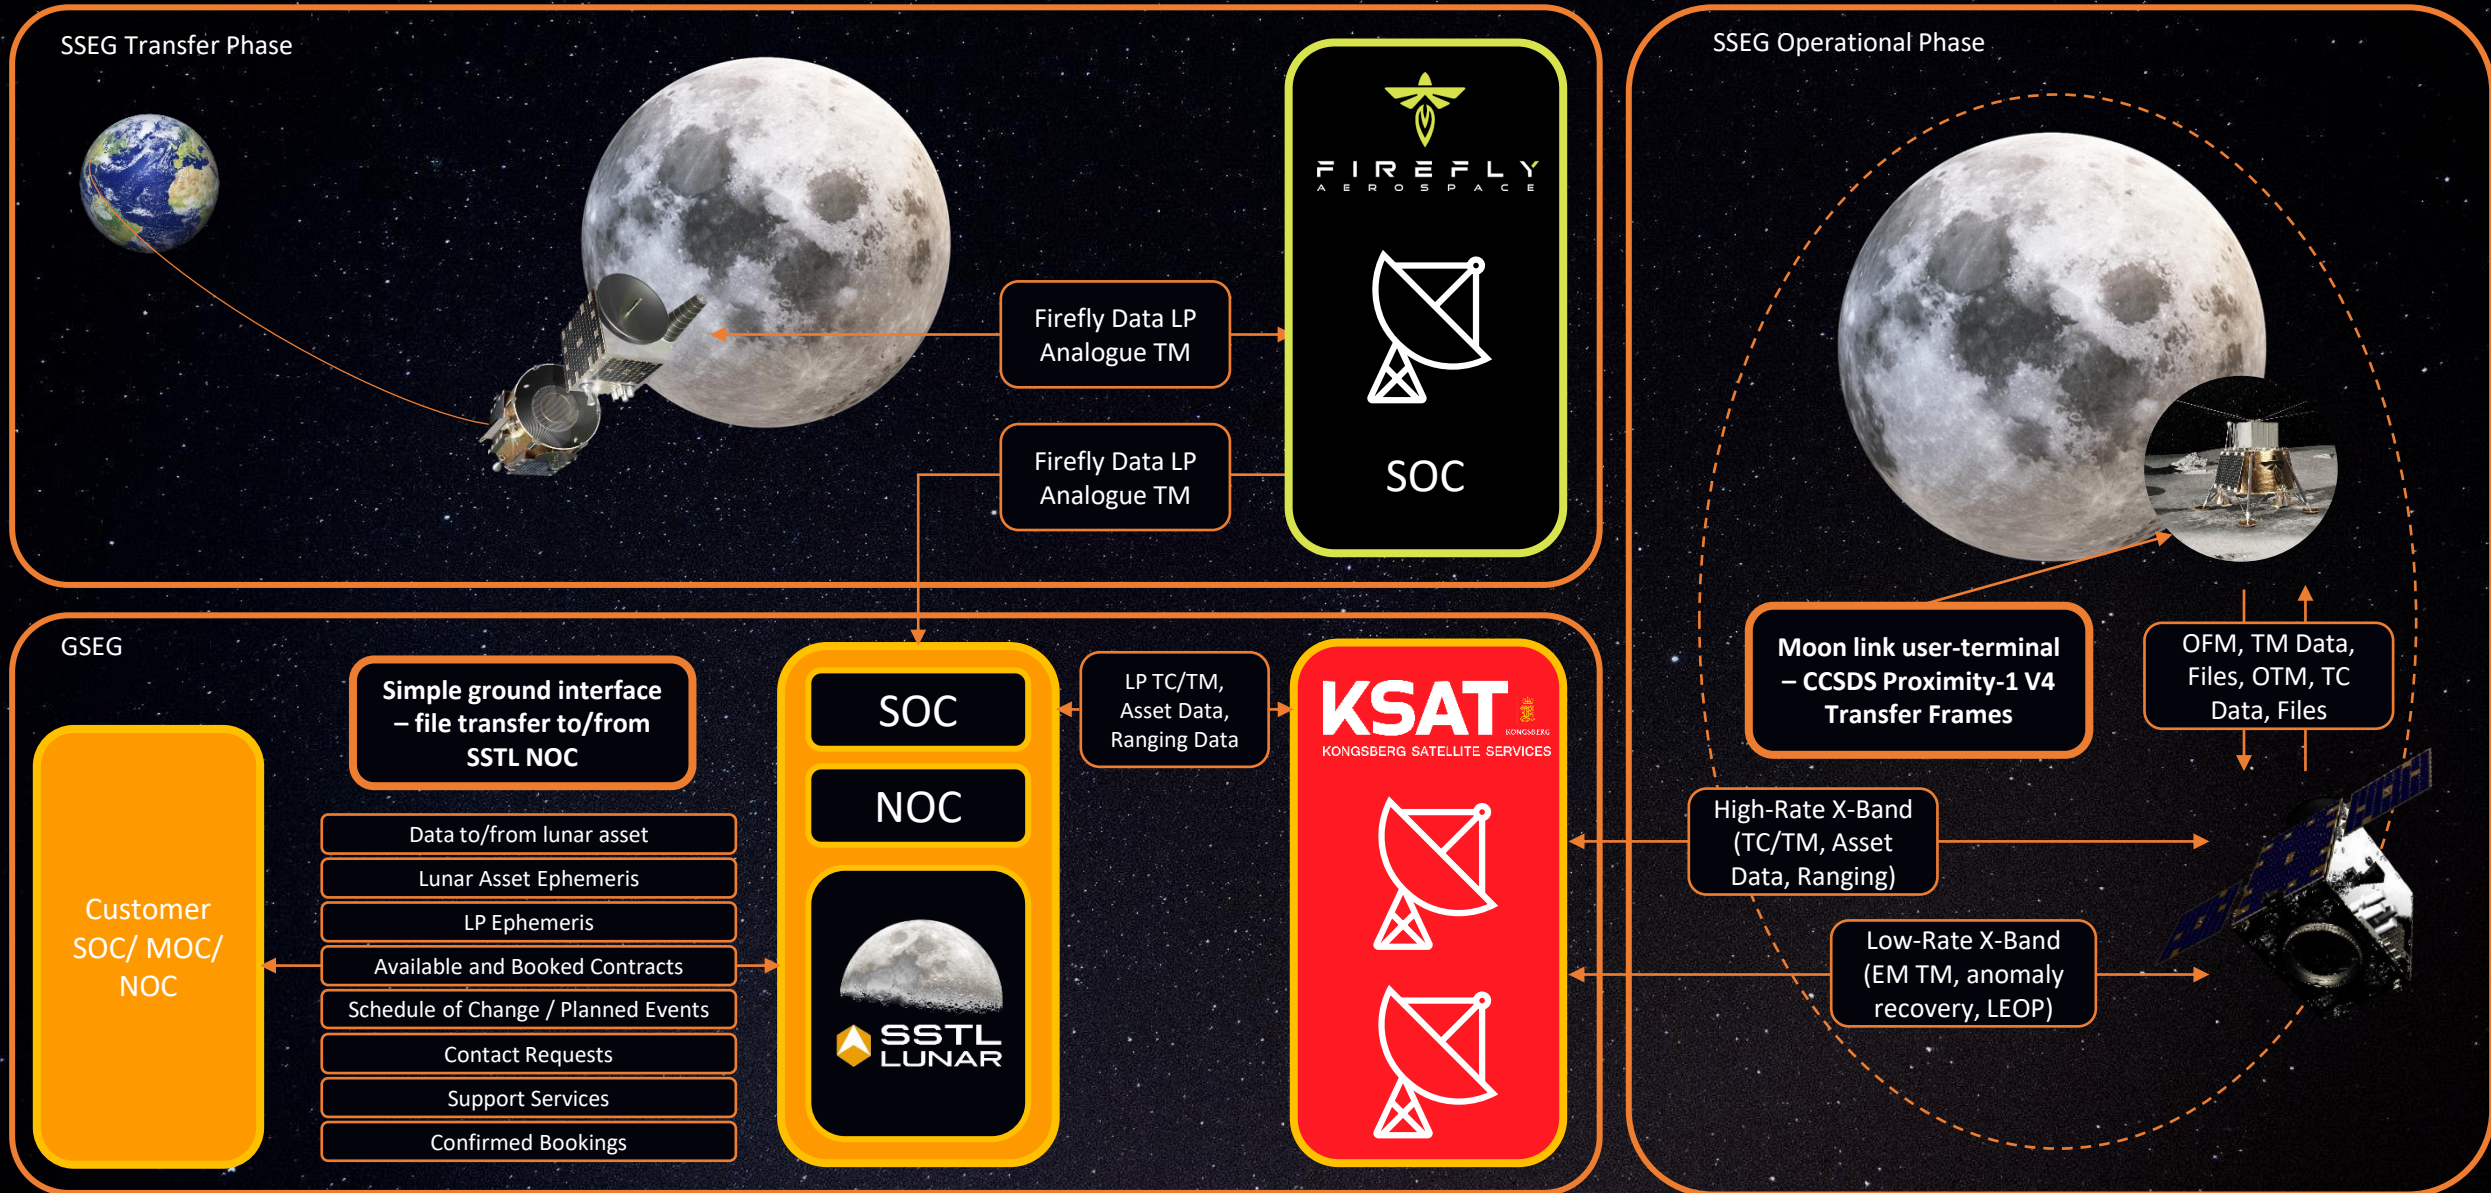 SSEG Transfer Phase
FIREFLY
AEROSPACE
Firefly Data LP
Analogue TM
Firefly Data LP
Analogue TM
SOC
SSEG Operational Phase
Moon link user-terminal
– CCSDS Proximity-1 V4
Transfer Frames
OFM, TM Data,
Files, OTM, TC
Data, Files
High-Rate X-Band
(TC/TM, Asset
Data, Ranging)
Low-Rate X-Band
(EM TM, anomaly
recovery, LEOP)
GSEG
Customer
SOC/ MOC/
NOC
Simple ground interface
– file transfer to/from
SSTL NOC
Data to/from lunar asset
Lunar Asset Ephemeris
LP Ephemeris
Available and Booked Contracts
Schedule of Change / Planned Events
Contact Requests
Support Services
Confirmed Bookings
SOC
NOC
SSTL
LUNAR
LP TC/TM,
Asset Data,
Ranging Data
KSAT
KONGSBERG
KONGSBERG SATELLITE SERVICES